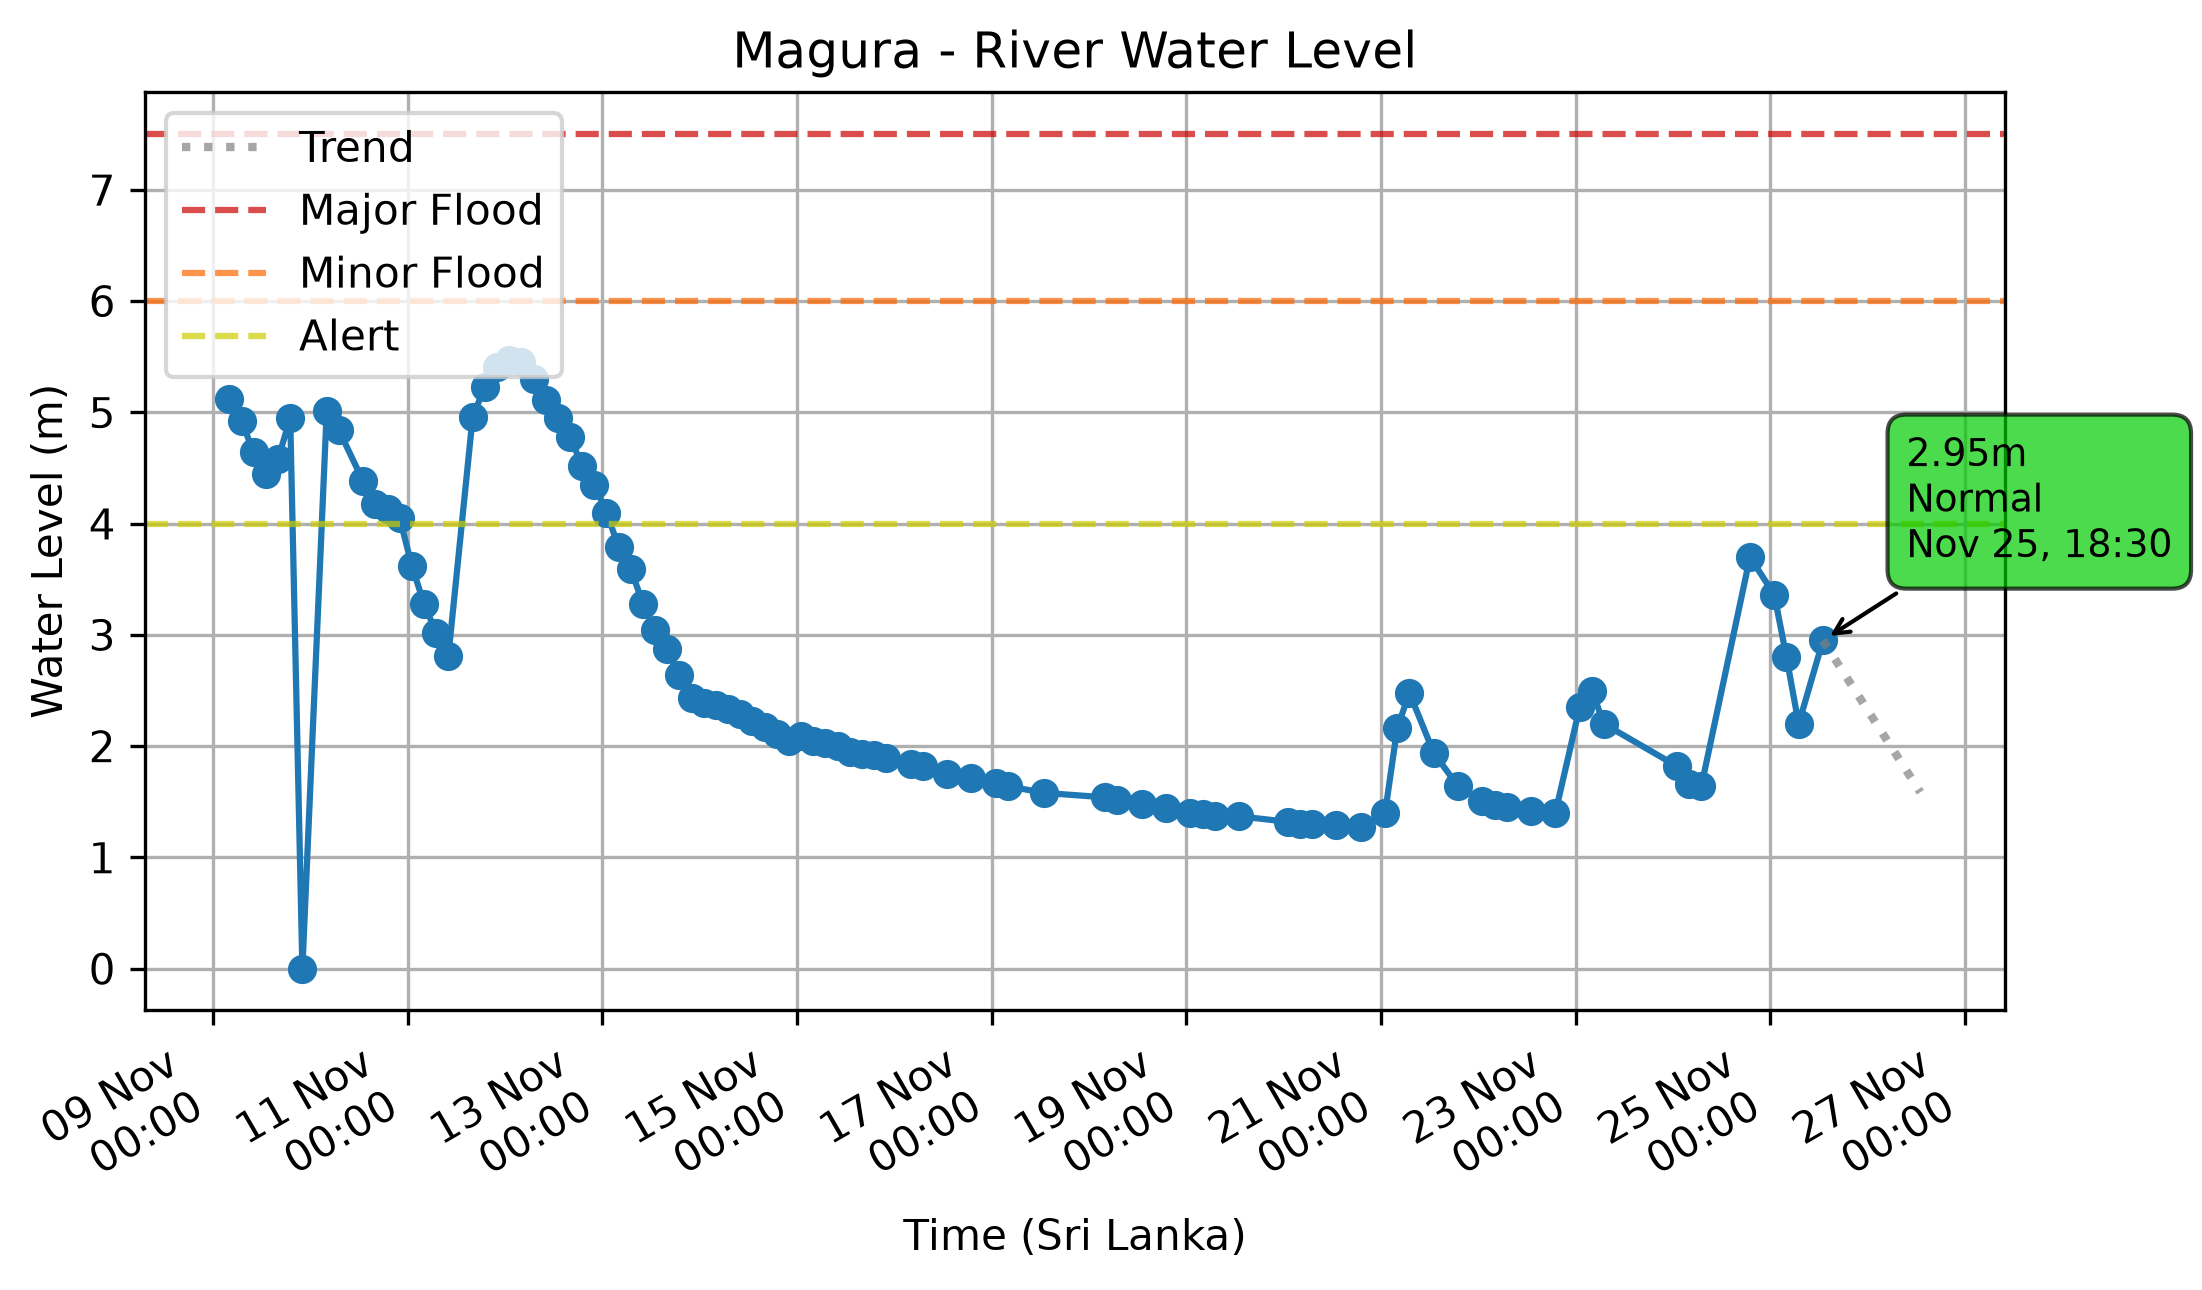 Magura - River Water Level
Trend
Major Flood
Minor Flood
Alert
7
6
5
4
3
2
1
0
Water Level (m)
2.95m
Normal
Nov 25, 18:30
09 Nov
00:00
11 Nov
00:00
13 Nov
00:00
15 Nov
00:00
17 Nov
00:00
19 Nov
00:00
21 Nov
00:00
23 Nov
00:00
25 Nov
00:00
27 Nov
00:00
Time (Sri Lanka)